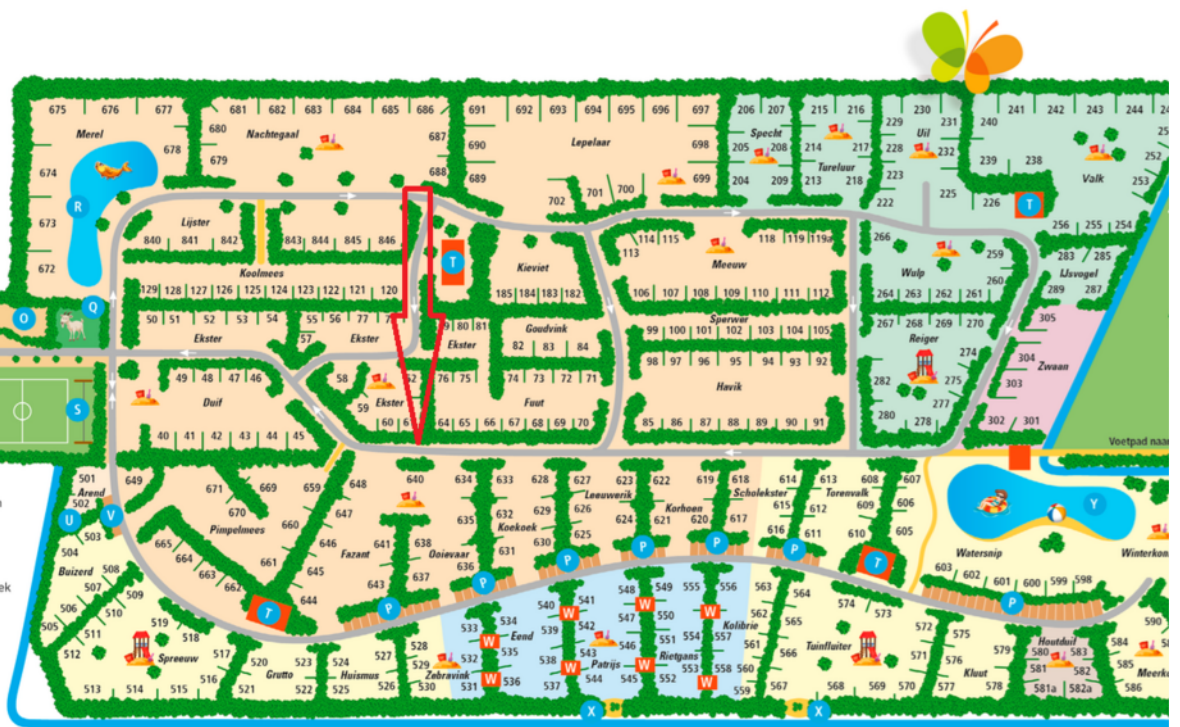 675 676 677 681 682 683 684 685 686 691 692 693 694 695 696 697 206 207 215 216 230 241 242 243 244
Merel 680 Nachtegaal 687 690 Lepelaar 698 Specht 229 Uil 231 240
678 679 688 689 205 208 214 217 228 232 239 238 252
674 702 701 700 699 204 209 Tureluur 213 218 223 225 226 T Valk 253
R 222 256 255 254
673 Lijster 114 115 118 119 119a 266 259 283 285
840 841 842 843 844 845 846 T Kieviet 113 Meeuw Wulp 260 IJsvogel
672 Koolmees 289 287
129 128 127 126 125 124 123 122 121 120 185 184 183 182 106 107 108 109 110 111 112 264 263 262 261
Q 305
O 50 51 52 53 54 55 56 77 80 81 Goudvink Sperwer 267 268 269 270
Ekster 57 Ekster Ekster 82 83 84 99 100 101 102 103 104 105 Reiger 304 Zwaan
49 48 47 46 58 76 75 74 73 72 71 98 97 96 95 94 93 92 274 303
S Duif 59 Ekster Fuut Havik 282 275
40 41 42 43 44 45 60 64 65 66 67 68 69 70 85 86 87 88 89 90 91 280 278 277 302 301
Voetpad naar
501 649 671 669 659 648 640 634 633 628 627 623 622 619 618 614 613 608 607
Arend 502 670 Leeuwerik Scholekster Torenvalk 606
U V 503 Pimpelmees 660 647 635 632 629 626 Korhoen 615 612 609 Y
504 665 664 646 Fazant 638 Ooievaar Koekoek 631 630 625 624 621 620 617 616 611 605 Watersnip Winterko
Buizerd 508 663 661 645 643 637 636 P P P P P T
507 509 662 644 P 603 602 601 600 599 598
506 510 519 T P
505 511 518 528 533 534 540 541 548 549 555 556 563 564 574 573 572 575 590
512 527 W Eend 535 539 W 542 547 W 550 W Kolibrie 562 565 579 Houtduif 584
Spreeuw 517 520 523 524 529 532 543 546 551 554 557 561 566 Tuinfluiter 571 576 580 583 585
516 Grutto Huismus Zebravink 538 Patrijs Rietgans 553 558 560 Kluut 581 582 Meerk
513 514 515 521 522 525 526 530 531 W 536 537 W 544 545 W 552 W 559 567 568 569 570 577 578 581a 582a 586
X X